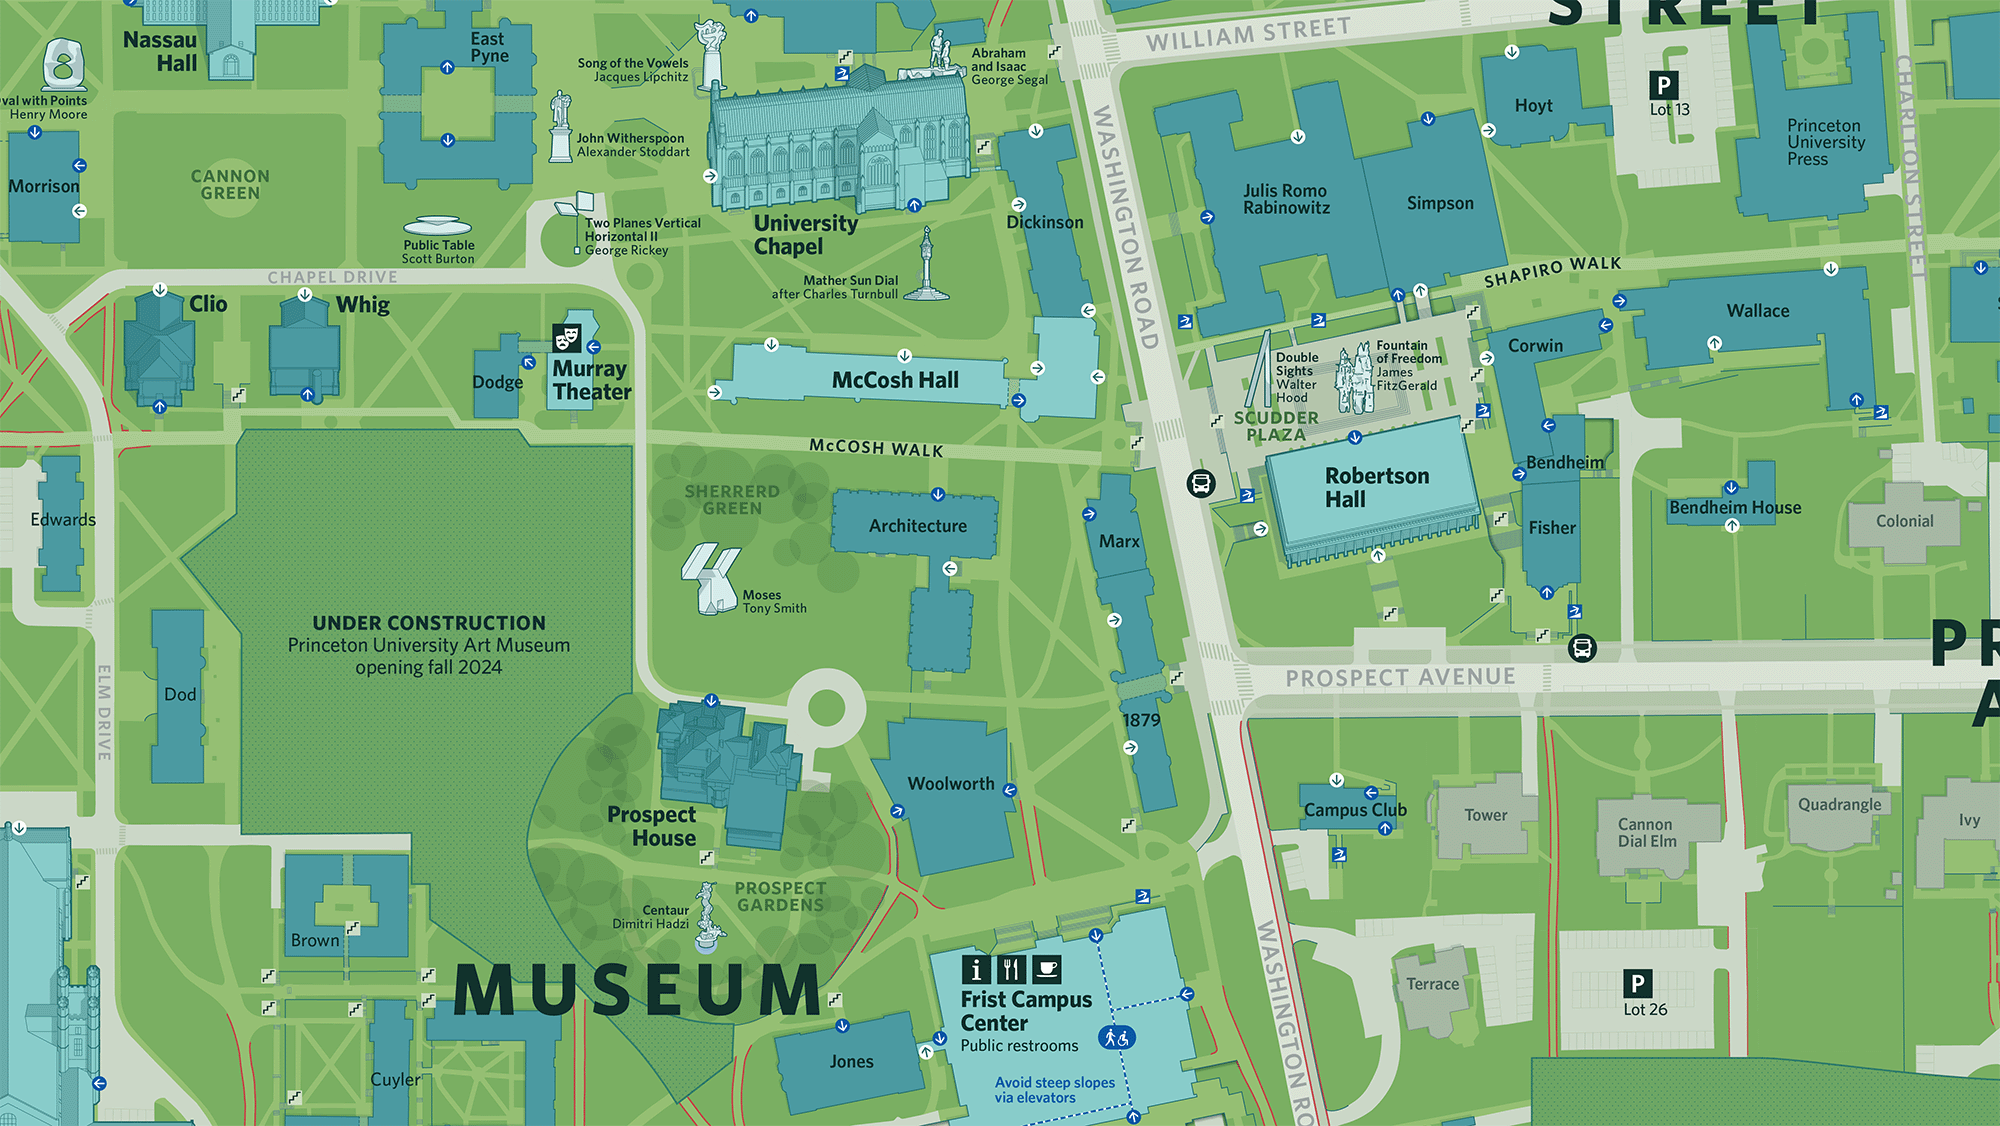 STREET
Nassau
Hall
East
Pyne
Song of the Vowels
Jacques Lipchitz
Abraham
and Isaac
George Segal
WILLIAM STREET
Hoyt
P
Lot 13
CHARLTON STREET
Princeton
University
Press
val with Points
Henry Moore
John Witherspoon
Alexander Stoddart
WASHINGTON ROAD
Morrison
CANNON
GREEN
Julis Romo
Rabinowitz
Simpson
Public Table
Scott Burton
Two Planes Vertical
Horizontal II
George Rickey
University
Chapel
Dickinson
Mather Sun Dial
after Charles Turnbull
SHAPIRO WALK
CHAPEL DRIVE
Clio
Whig
Wallace
Dodge
Murray
Theater
McCosh Hall
Double
Sights
Walter
Hood
Fountain
of Freedom
James
FitzGerald
Corwin
SCUDDER
PLAZA
McCOSH WALK
Bendheim
SHERRERD
GREEN
Robertson
Hall
Edwards
Architecture
Marx
Fisher
Bendheim House
Colonial
Moses
Tony Smith
UNDER CONSTRUCTION
Princeton University Art Museum
opening fall 2024
Dod
ELM DRIVE
PROSPECT AVENUE
PR
A
1879
Woolworth
Prospect
House
Campus Club
Tower
Cannon
Dial Elm
Quadrangle
Ivy
PROSPECT
GARDENS
Centaur
Dimitri Hadzi
Brown
MUSEUM
i
Frist Campus
Center
Public restrooms
Avoid steep slopes
via elevators
WASHINGTON RO
Terrace
P
Lot 26
Jones
Cuyler